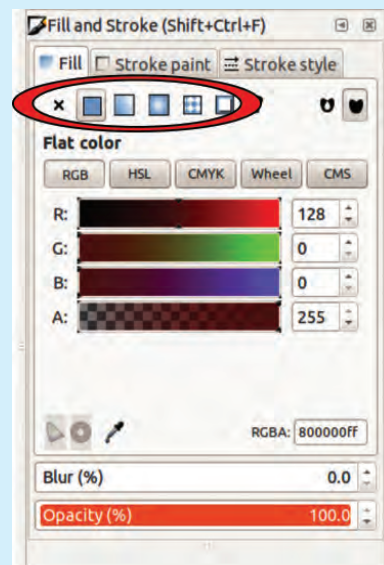 Fill and Stroke (Shift+Ctrl+F)
Fill Stroke paint Stroke style
Flat color
RGB HSL CMYK Wheel CMS
R: 128
G: 0
B: 0
A: 255
RGBA: 800000ff
Blur (%) 0.0
Opacity (%) 100.0